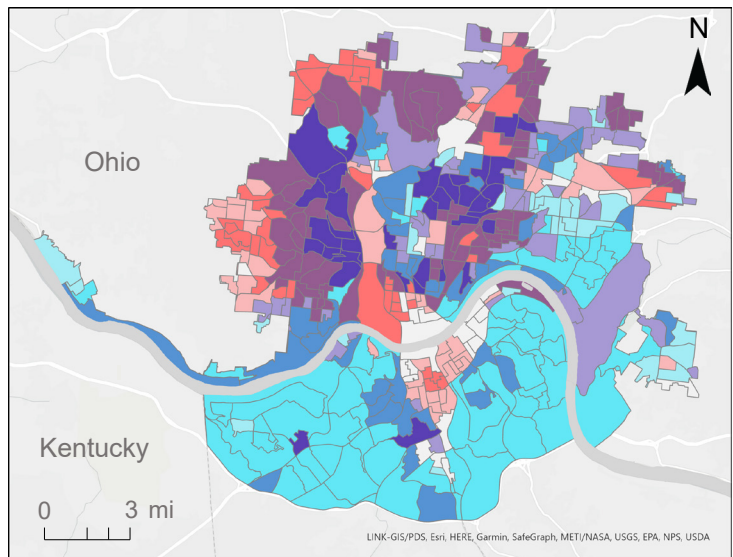 N
Ohio
Kentucky
0 3 mi
LINK-GIS/PDS, Esri, HERE, Garmin, SafeGraph, METI/NASA, USGS, EPA, NPS, USDA